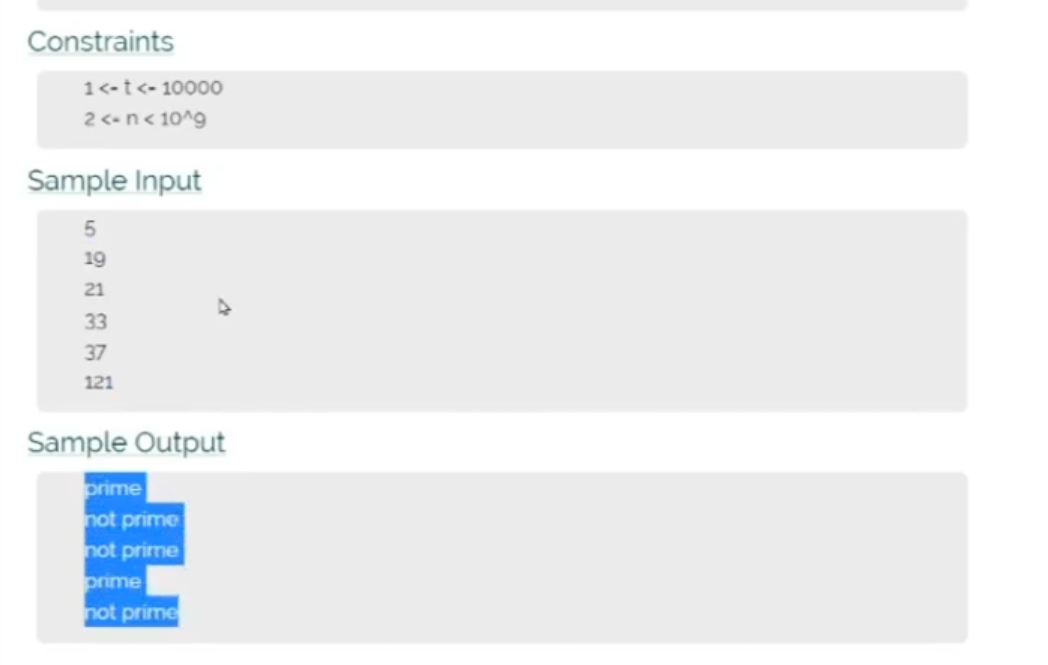 Constraints
1 <= t <= 10000
2 <= n < 10^9
Sample Input
5
19
21
33
37
121
Sample Output
prime
not prime
not prime
prime
not prime